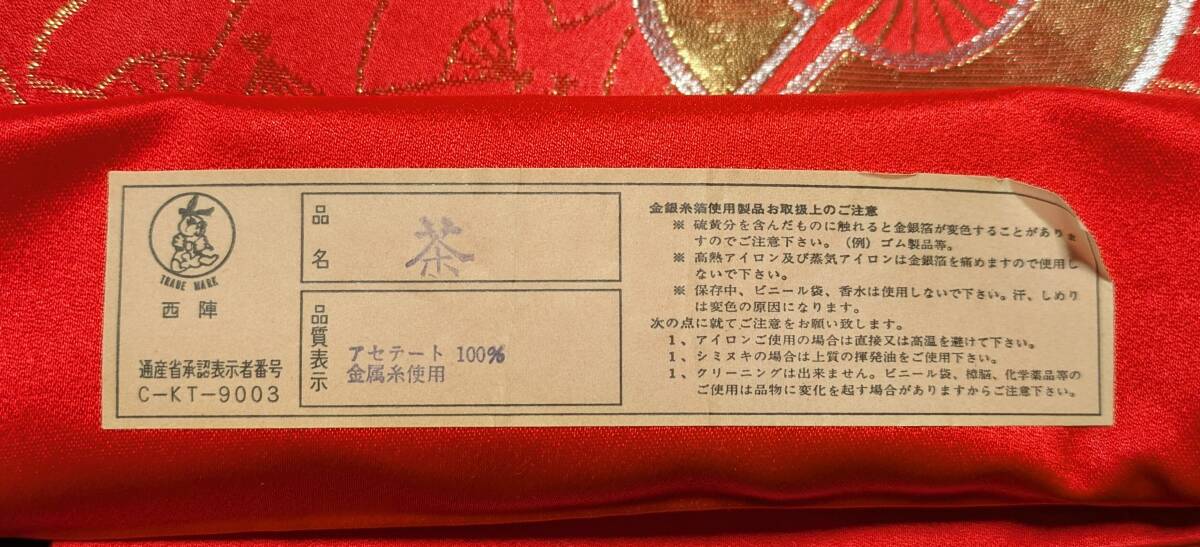 TRADE MARK
西陣
通産省承認表示者番号
C-KT-9003
品名
茶
品質表示
アセテート 100%
金属糸使用
金銀糸箔使用製品お取扱上のご注意
※ 硫黄分を含んだものに触れると金銀箔が変色することがありま
すのでご注意下さい。(例) ゴム製品等。
※ 高熱アイロン及び蒸気アイロンは金銀箔を痛めますので使用し
ないで下さい。
※ 保存中、ビニール袋、香水は使用しないで下さい。汗、しめり
は変色の原因になります。
次の点に就てご注意をお願い致します。
1、アイロンご使用の場合は直接又は高温を避けて下さい。
1、シミヌキの場合は上質の揮発油をご使用下さい。
1、クリーニングは出来ません。ビニール袋、樟脳、化学薬品等の
ご使用は品物に変化を起す場合がありますからご注意下さい。